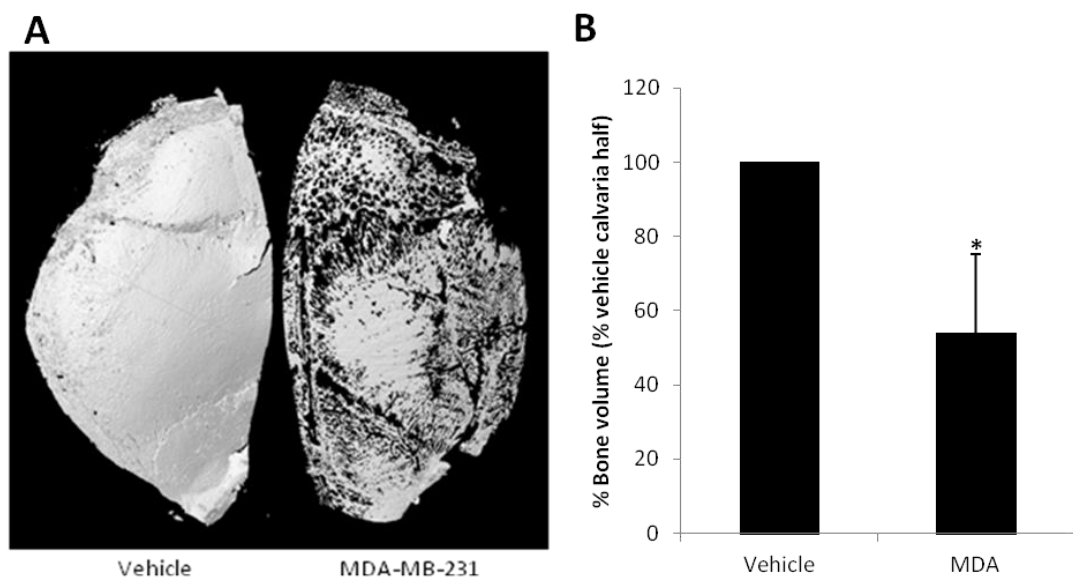 A
Vehicle
MDA-MB-231
B
% Bone volume (% vehicle calvaria half)
120
100
80
60
40
20
0
*
Vehicle
MDA